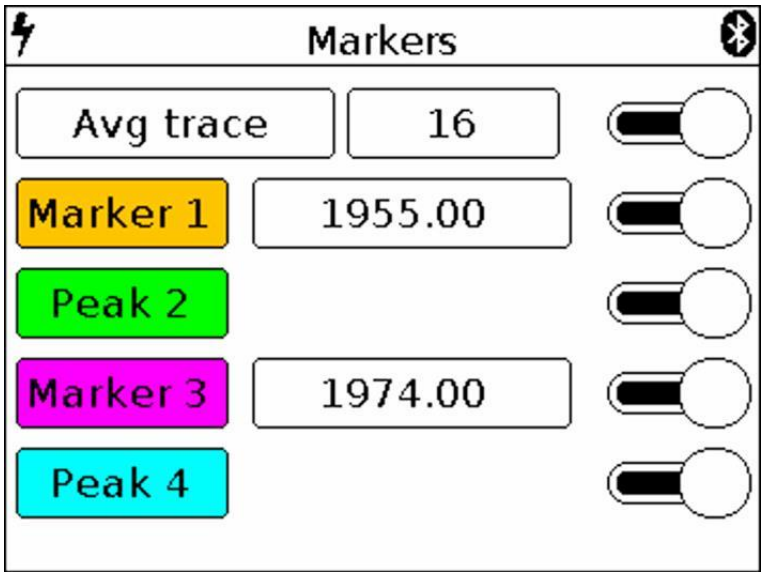 Markers
Avg trace 16
Marker 1 1955.00
Peak 2
Marker 3 1974.00
Peak 4